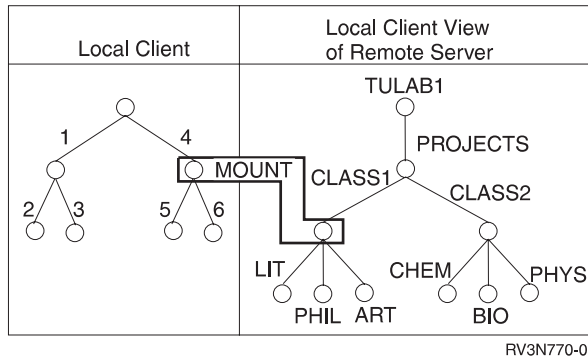 Local Client
Local Client View
of Remote Server
TULAB1
1
4
PROJECTS
MOUNT
CLASS1
CLASS2
2
3
5
6
LIT
PHIL
ART
CHEM
BIO
PHYS
RV3N770-0